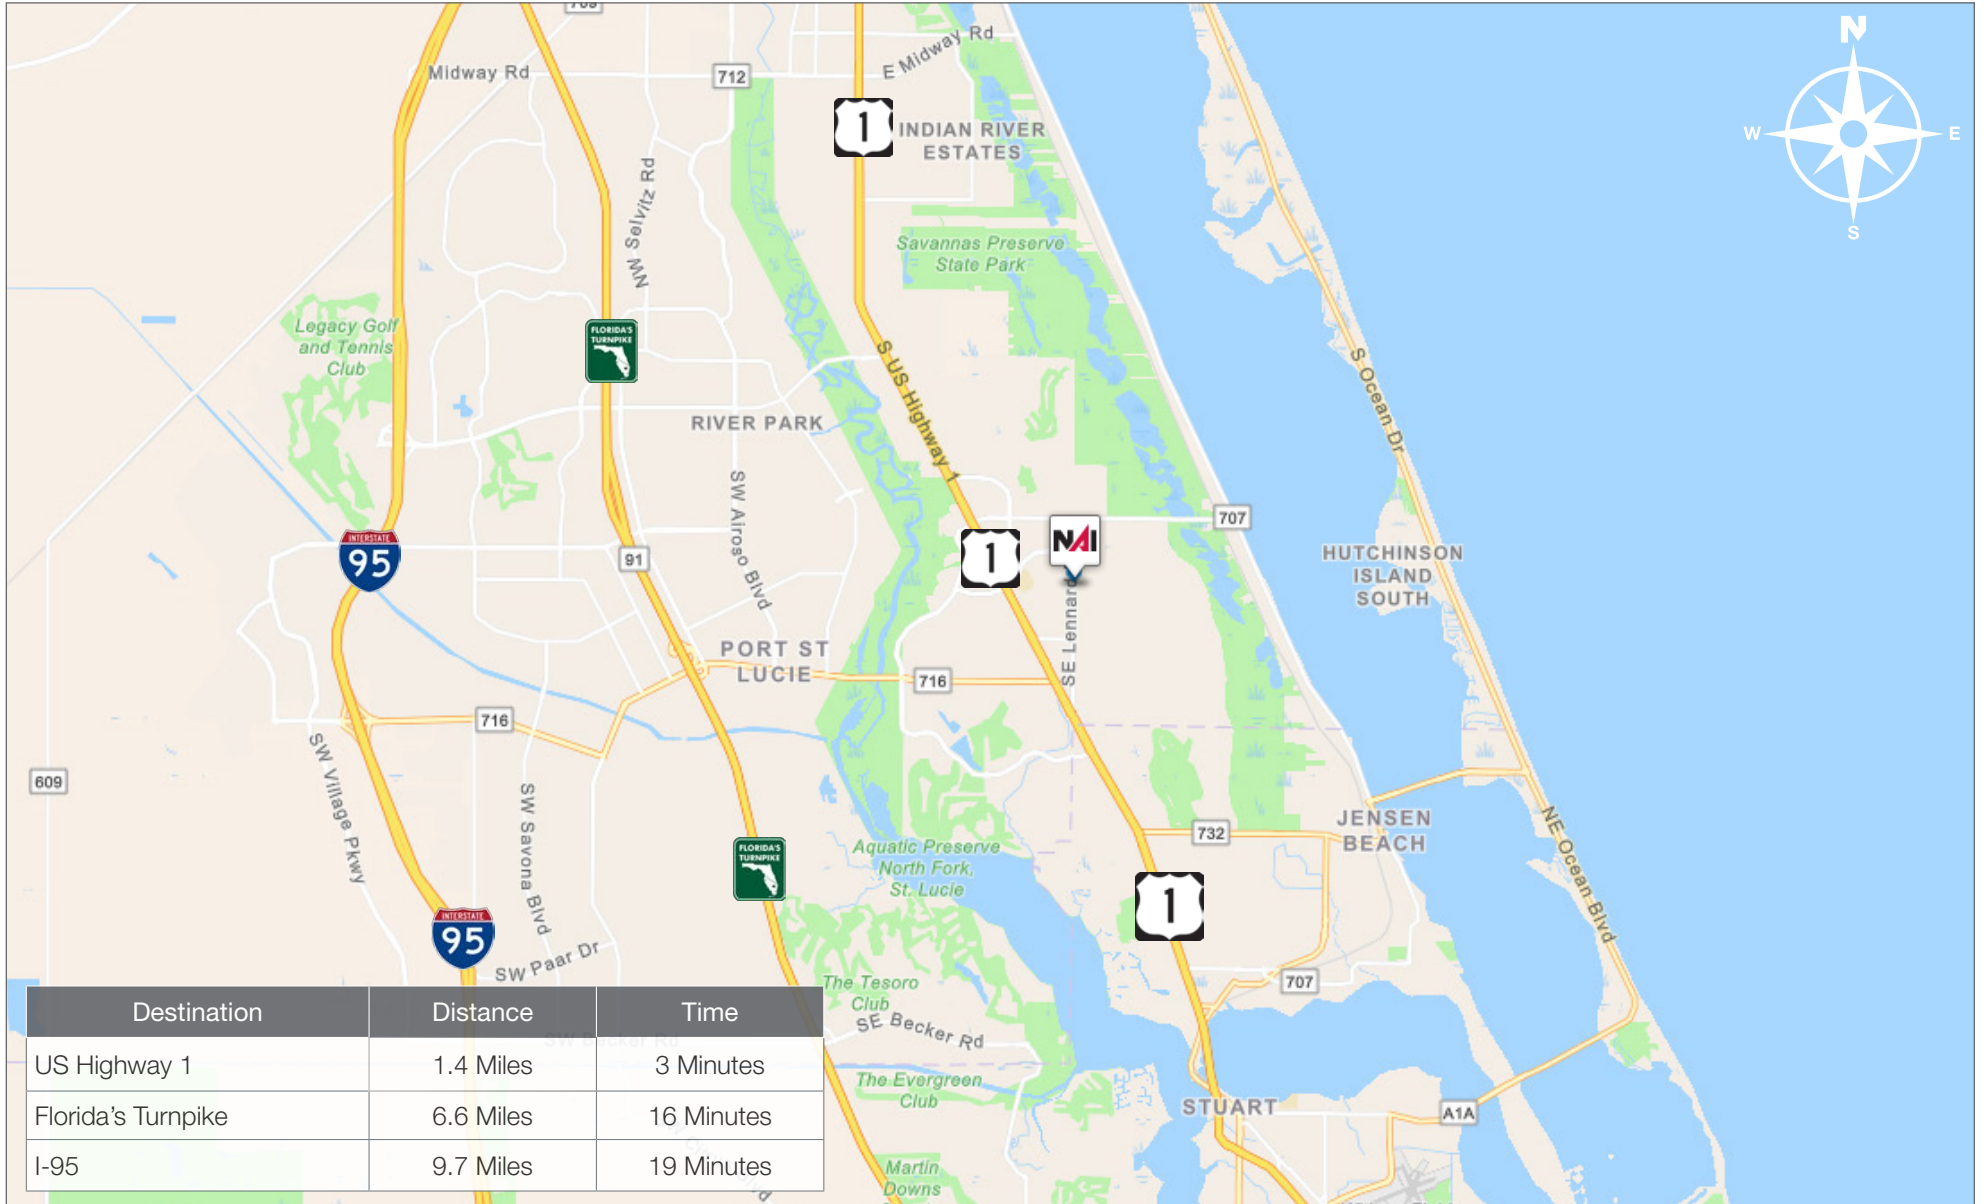 709
Midway Rd
712
E Midway Rd
N
W
E
S
1
INDIAN RIVER
ESTATES
NW Selvitz Rd
Savannas Preserve
State Park
Legacy Golf
and Tennis
Club
FLORIDA'S
TURNPIKE
S US Highway 1
S Ocean Dr
RIVER PARK
SW Airoso Blvd
707
INTERSTATE
95
91
1
NAI
HUTCHINSON
ISLAND
SOUTH
SE Lennard
PORT ST
LUCIE
716
716
609
SW Village Pkwy
SW Savona Blvd
FLORIDA'S
TURNPIKE
Aquatic Preserve
North Fork,
St. Lucie
732
JENSEN
BEACH
NE Ocean Blvd
1
INTERSTATE
95
SW Paar Dr
707
The Tesoro
Club
SE Becker Rd
SW Becker Rd
The Evergreen
Club
STUART
A1A
Martin
Downs
Destination Distance Time
US Highway 1 1.4 Miles 3 Minutes
Florida's Turnpike 6.6 Miles 16 Minutes
I-95 9.7 Miles 19 Minutes